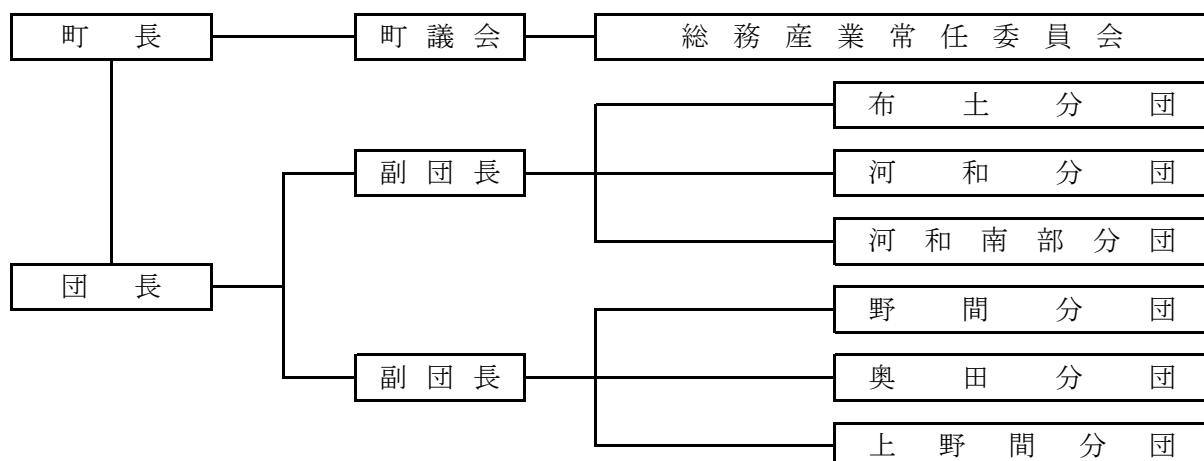 町長 町議会 総務産業常任委員会
布土分団
副団長 河和分団
河和南部分団
団長
野間分団
副団長 奥田分団
上野間分団